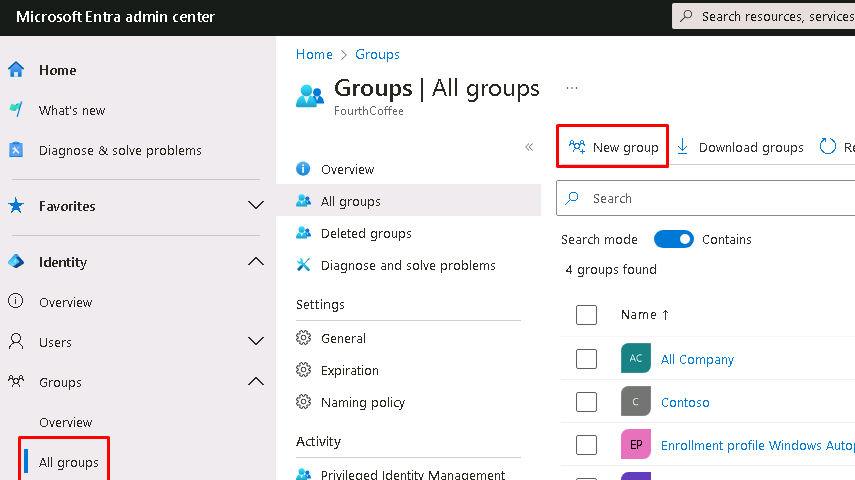 Microsoft Entra admin center
Search resources, services
Home
What's new
Diagnose & solve problems
Favorites
Identity
Overview
Users
Groups
Overview
All groups
Home > Groups
Groups | All groups
FourthCoffee
Overview
All groups
Deleted groups
Diagnose and solve problems
Settings
General
Expiration
Naming policy
Activity
Privileged Identity Management
New group
Download groups
Search
Search mode
Contains
4 groups found
Name ↑
AC All Company
C Contoso
EP Enrollment profile Windows